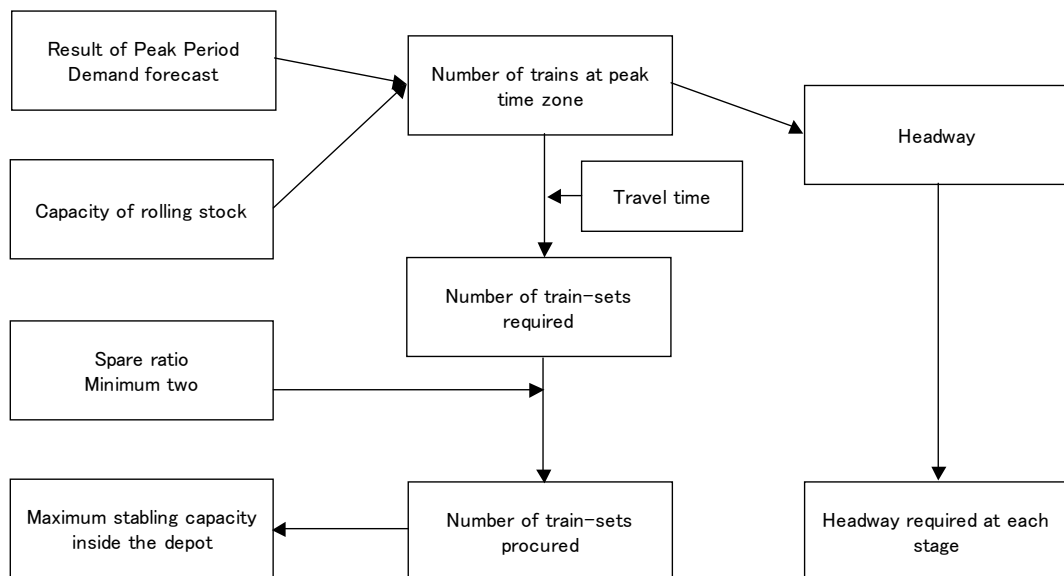 Result of Peak Period
Demand forecast
Number of trains at peak
time zone
Headway
Capacity of rolling stock
Travel time
Number of train-sets
required
Spare ratio
Minimum two
Maximum stabling capacity
inside the depot
Number of train-sets
procured
Headway required at each
stage